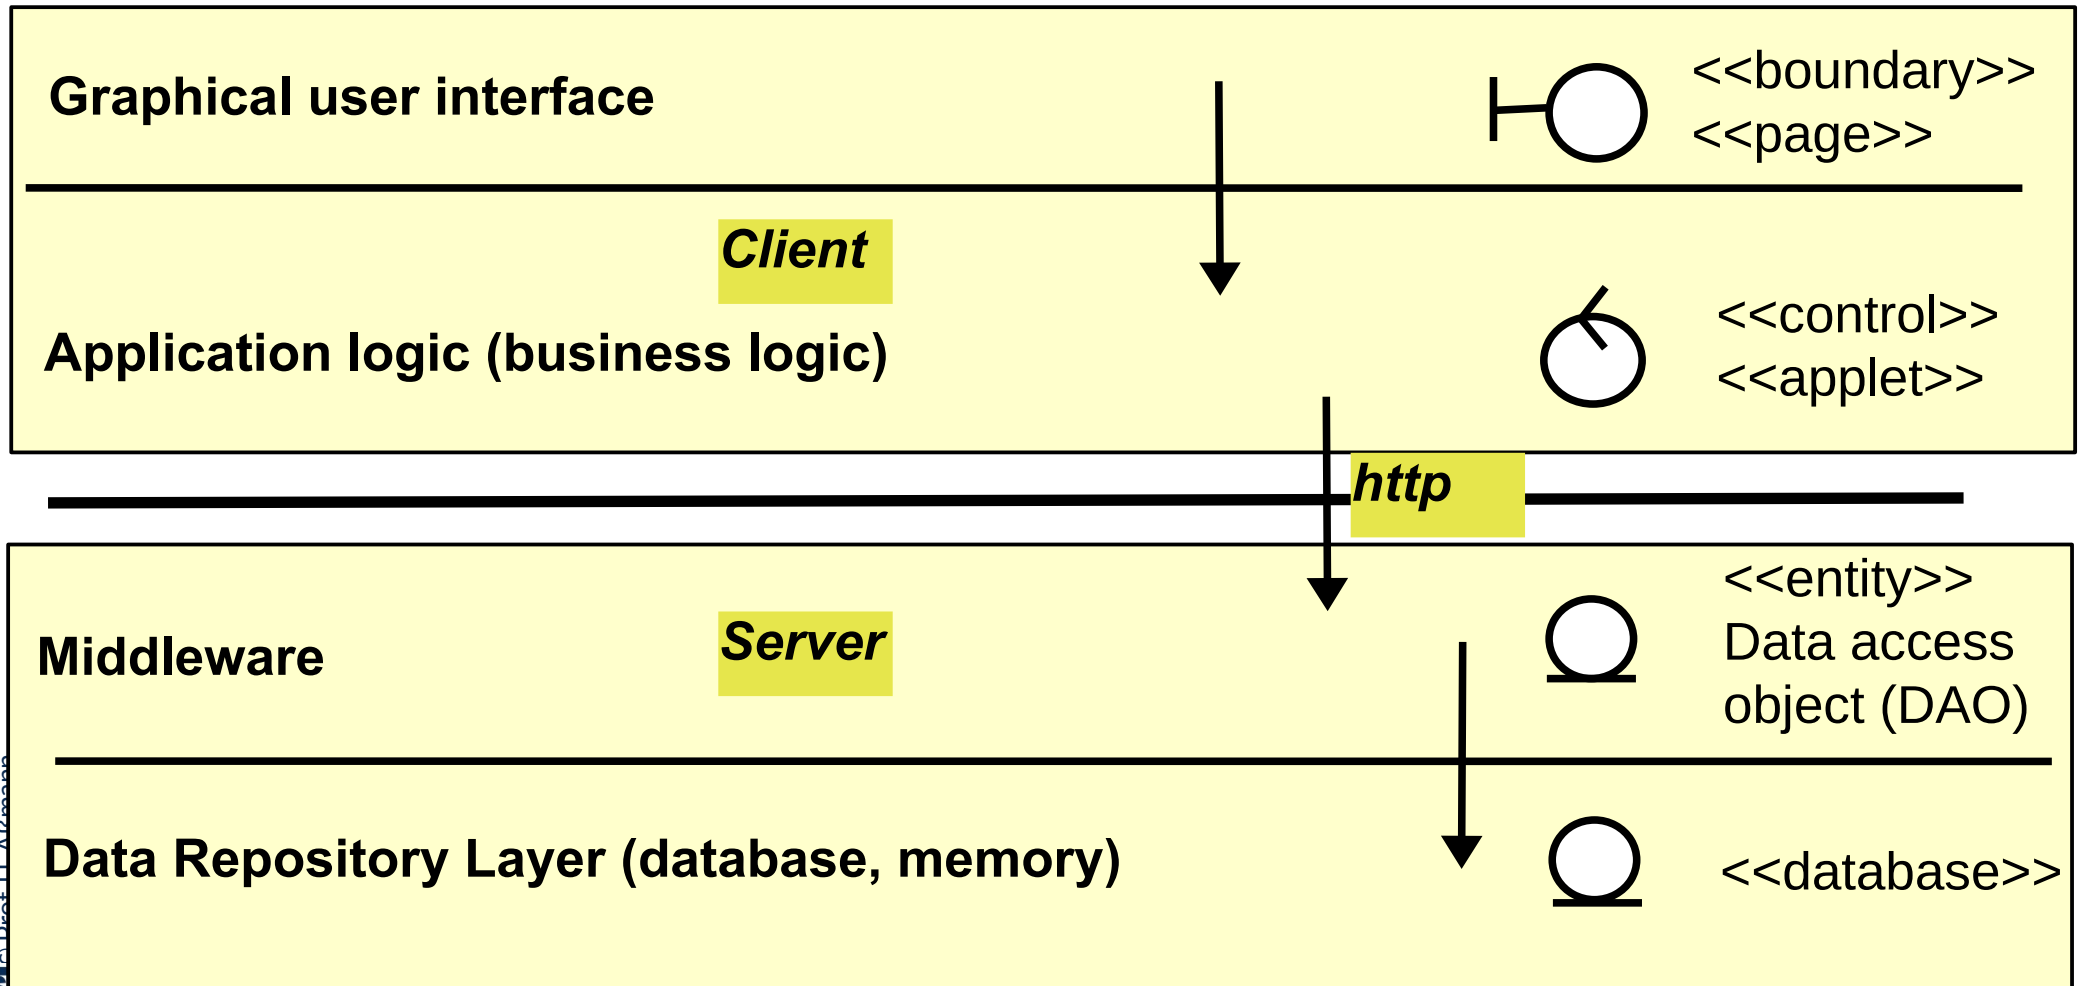 Graphical user interface
<<boundary>>
<<page>>
Client
Application logic (business logic)
<<control>>
<<applet>>
http
<<entity>>
Middleware
Server
Data access
object (DAO)
Data Repository Layer (database, memory)
<<database>>